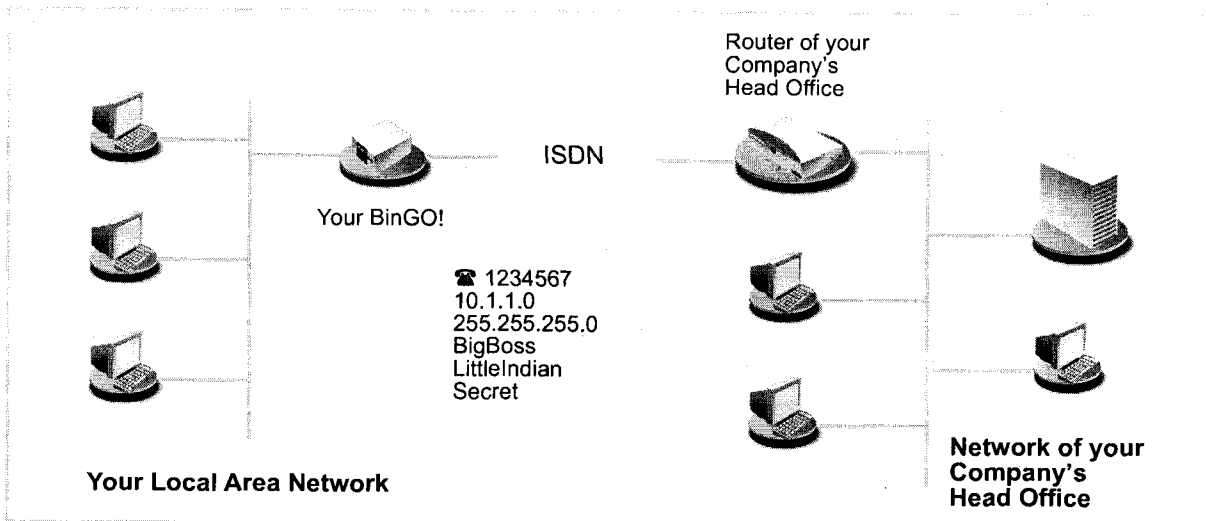 Router of your
Company's
Head Office
ISDN
Your BinGO!
☎ 1234567
10.1.1.0
255.255.255.0
BigBoss
LittleIndian
Secret
Your Local Area Network
Network of your
Company's
Head Office